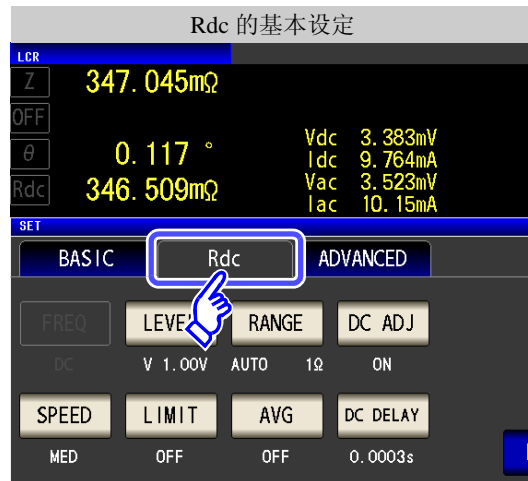 Rdc 的基本设定
LCR
Z 347.045mΩ
OFF
θ 0.117 °
Rdc 346.509mΩ
Vdc 3.383mV
Idc 9.764mA
Vac 3.523mV
Iac 10.15mA
SET
BASIC Rdc ADVANCED
FREQ LEVEL RANGE DC ADJ
DC V 1.00V AUTO 1Ω ON
SPEED LIMIT AVG DC DELAY
MED OFF OFF 0.0003s